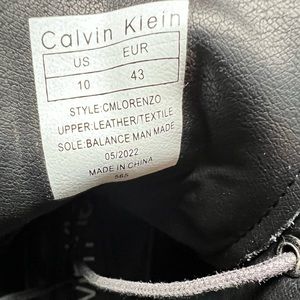 Calvin Klein
US EUR
10 43
STYLE:CMLORENZO
UPPER:LEATHER/TEXTILE
SOLE:BALANCE MAN MADE
05/2022
MADE IN CHINA
565